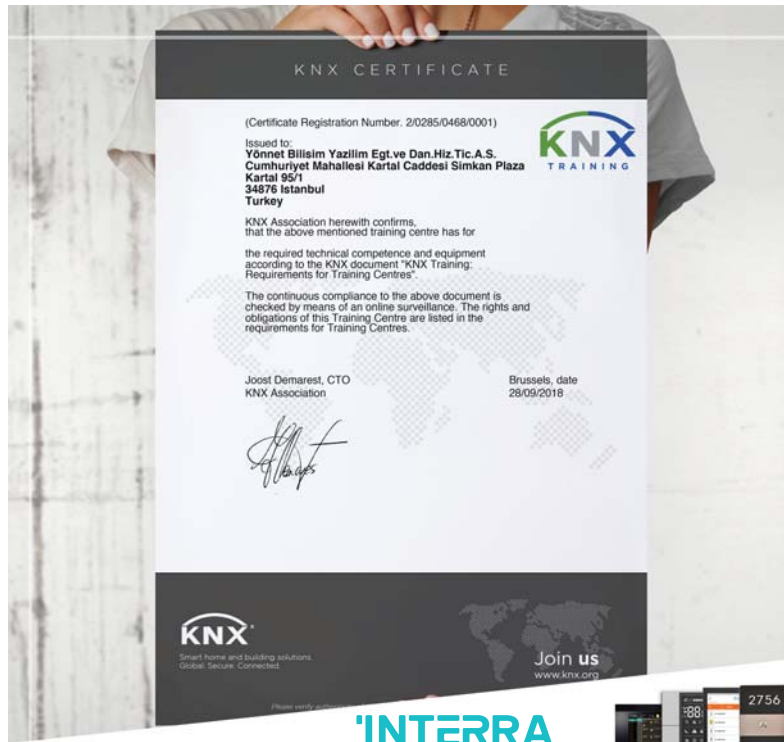 KNX CERTIFICATE
(Certificate Registration Number. 2/0285/0468/0001)
Issued to:
Yönnet Bilisim Yazilim Egt.ve Dan.Hiz.Tic.A.S.
Cumhuriyet Mahallesi Kartal Caddesi Simkan Plaza
Kartal 95/1
34876 Istanbul
Turkey
KNX
TRAINING
KNX Association herewith confirms,
that the above mentioned training centre has for
the required technical competence and equipment
according to the KNX document "KNX Training:
Requirements for Training Centres".
The continuous compliance to the above document is
checked by means of an online surveillance. The rights and
obligations of this Training Centre are listed in the
requirements for Training Centres.
Joost Demarest, CTO
KNX Association
Brussels, date
28/09/2018
KNX®
Smart home and building solutions.
Global. Secure. Connected.
Join us
www.knx.org
Please verify
INTERRA
2756